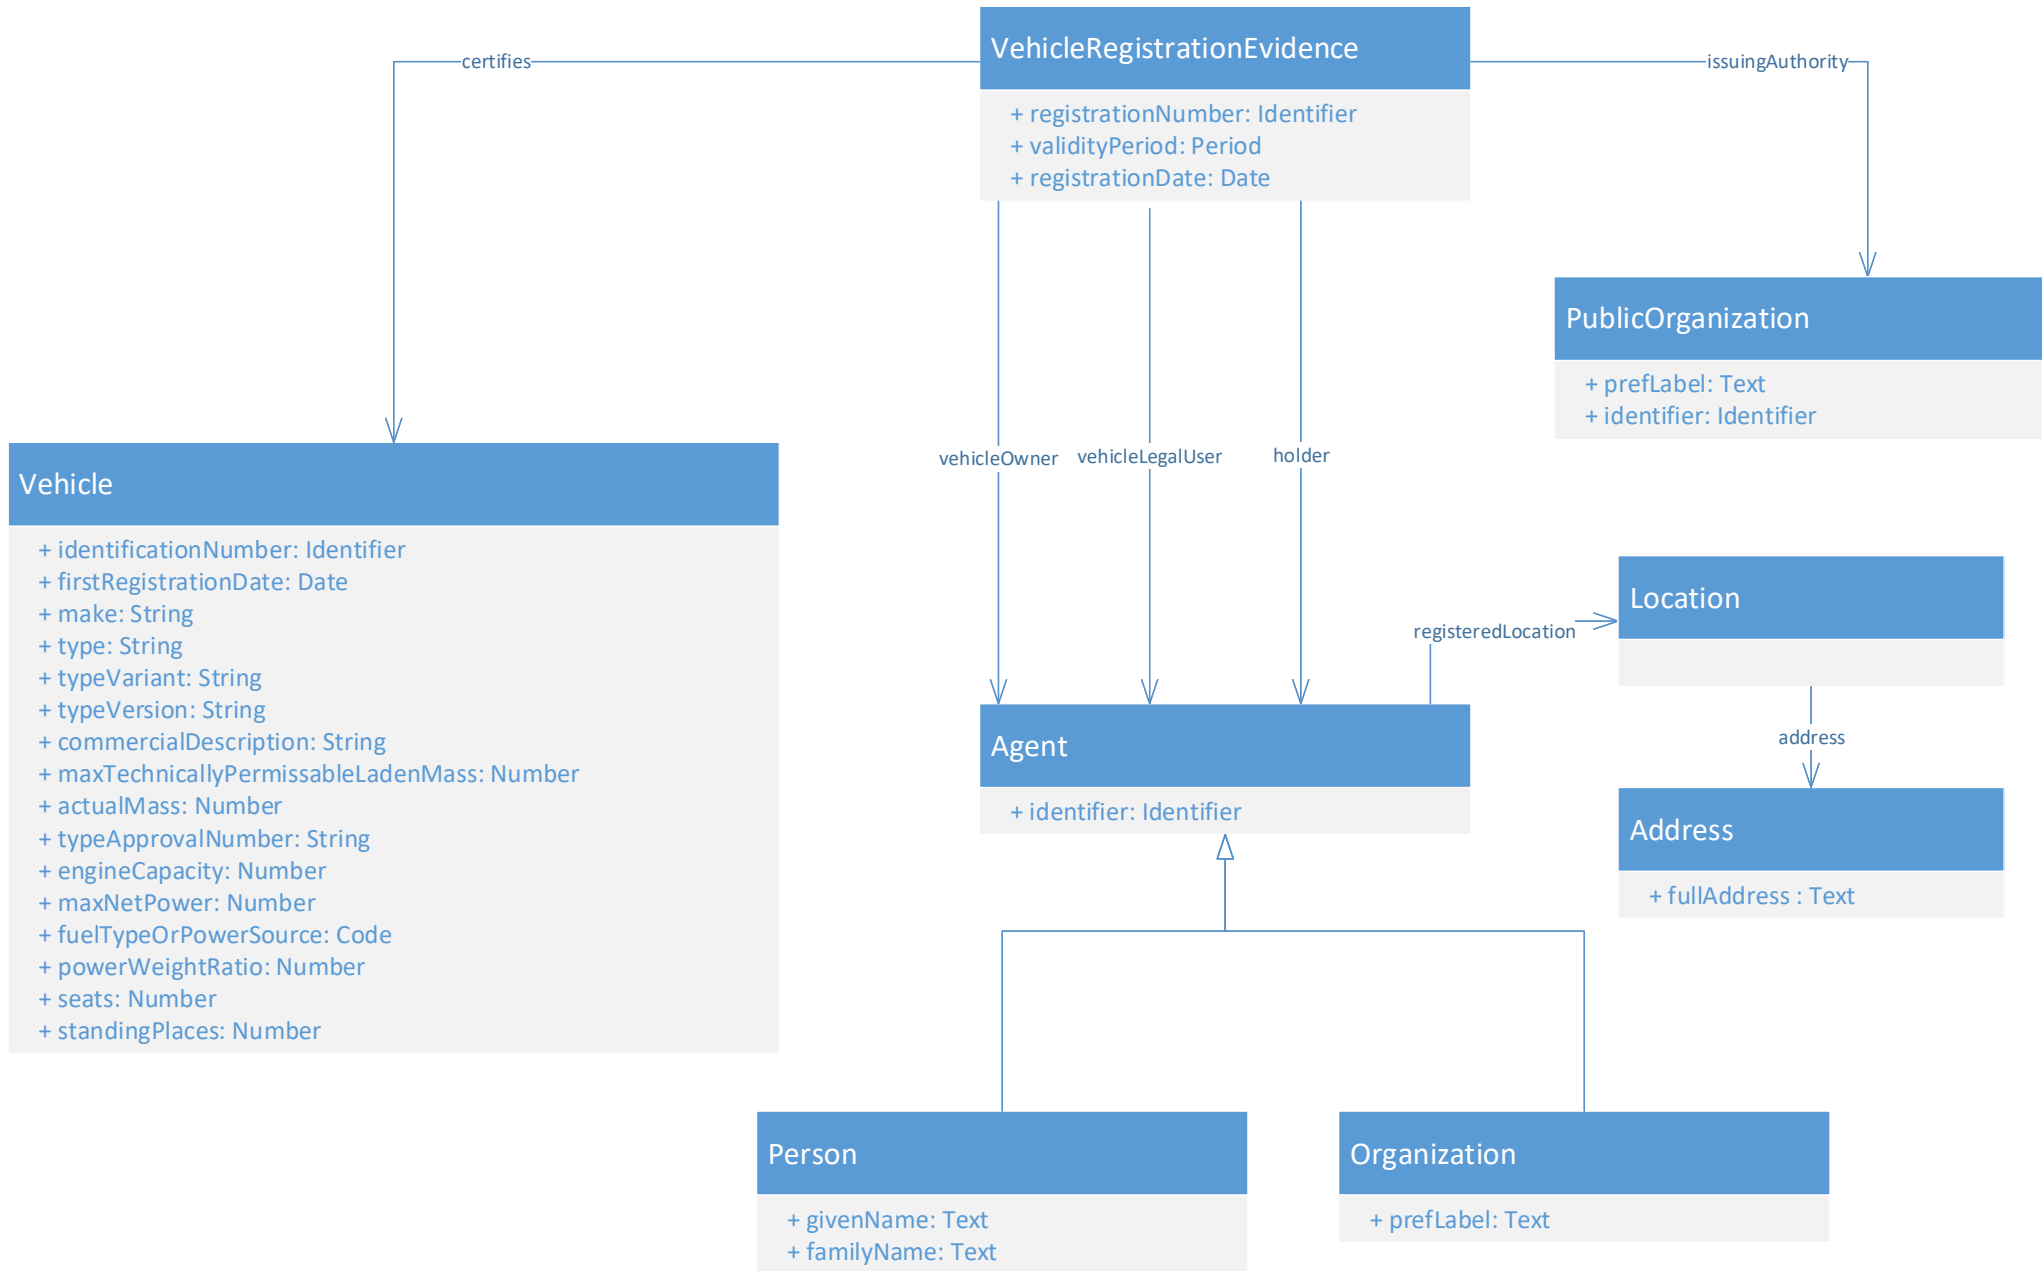 VehicleRegistrationEvidence
+ registrationNumber: Identifier
+ validityPeriod: Period
+ registrationDate: Date
certifies
issuingAuthority
PublicOrganization
+ prefLabel: Text
+ identifier: Identifier
vehicleOwner
vehicleLegalUser
holder
Vehicle
+ identificationNumber: Identifier
+ firstRegistrationDate: Date
+ make: String
+ type: String
+ typeVariant: String
+ typeVersion: String
+ commercialDescription: String
+ maxTechnicallyPermissableLadenMass: Number
+ actualMass: Number
+ typeApprovalNumber: String
+ engineCapacity: Number
+ maxNetPower: Number
+ fuelTypeOrPowerSource: Code
+ powerWeightRatio: Number
+ seats: Number
+ standingPlaces: Number
registeredLocation
Location
address
Agent
+ identifier: Identifier
Address
+ fullAddress : Text
Person
+ givenName: Text
+ familyName: Text
Organization
+ prefLabel: Text